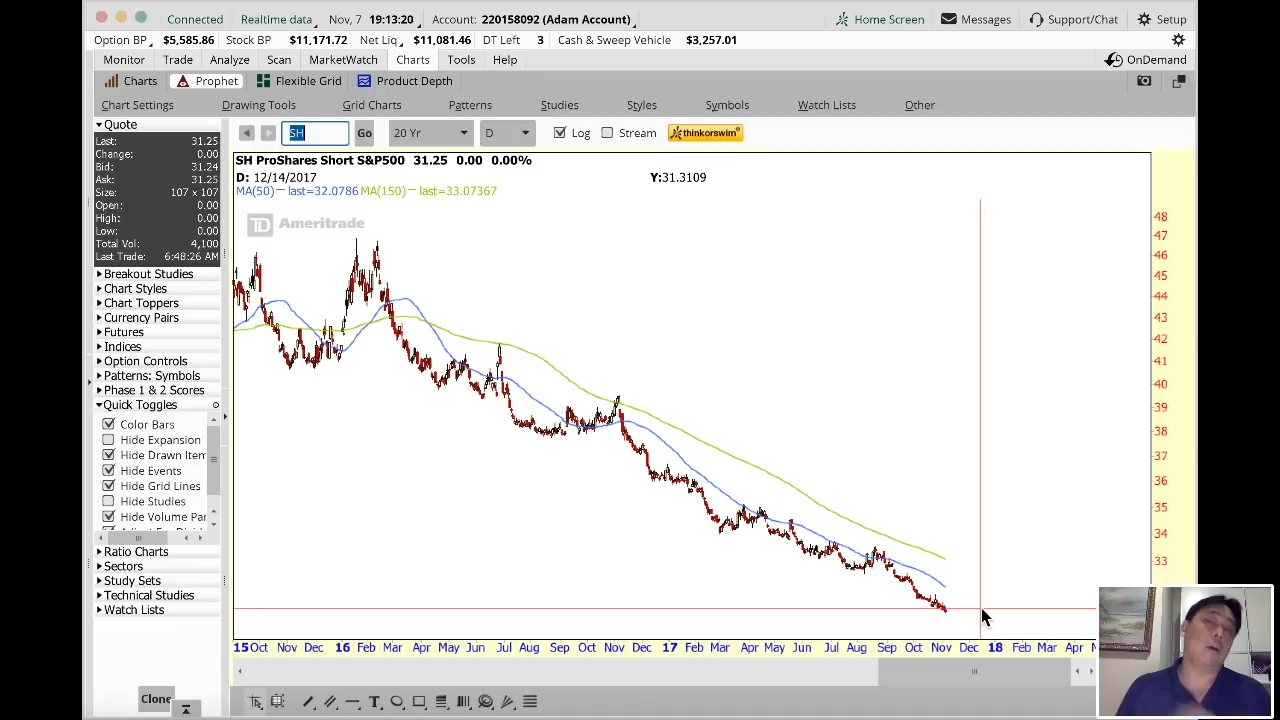 Connected Realtime data Nov, 7 19:13:20 Account: 220158092 (Adam Account) Home Screen Messages Support/Chat Setup
Option BP $5,585.86 Stock BP $11,171.72 Net Liq $11,081.46 DT Left 3 Cash & Sweep Vehicle $3,257.01
Monitor Trade Analyze Scan MarketWatch Charts Tools Help OnDemand
Charts Prophet Flexible Grid Product Depth
Chart Settings Drawing Tools Grid Charts Patterns Studies Styles Symbols Watch Lists Other
Quote
SH Go 20 Yr D Log Stream thinkorswim
Last: 31.25
Change: 0.00
Bid: 31.24
Ask: 31.25
Size: 107 x 107
Open: 0.00
High: 0.00
Low: 0.00
Total Vol: 4,100
Last Trade: 6:48:26 AM
Breakout Studies
Chart Styles
Chart Toppers
Currency Pairs
Futures
Indices
Option Controls
Patterns: Symbols
Phase 1 & 2 Scores
Quick Toggles
Color Bars
Hide Expansion
Hide Drawn Item
Hide Events
Hide Grid Lines
Hide Studies
Hide Volume Par
Ratio Charts
Sectors
Study Sets
Technical Studies
Watch Lists
Clone
SH ProShares Short S&P500 31.25 0.00 0.00%
D: 12/14/2017 Y:31.3109
MA(50) — last=32.0786 MA(150) — last=33.07367
TD Ameritrade
48
47
46
45
44
43
42
41
40
39
38
37
36
35
34
33
15 Oct Nov Dec 16 Feb Mar Apr May Jun Jul Aug Sep Oct Nov 17 Feb Mar Apr May Jun Jul Aug Sep Oct Nov Dec 18 Feb Mar Apr
T